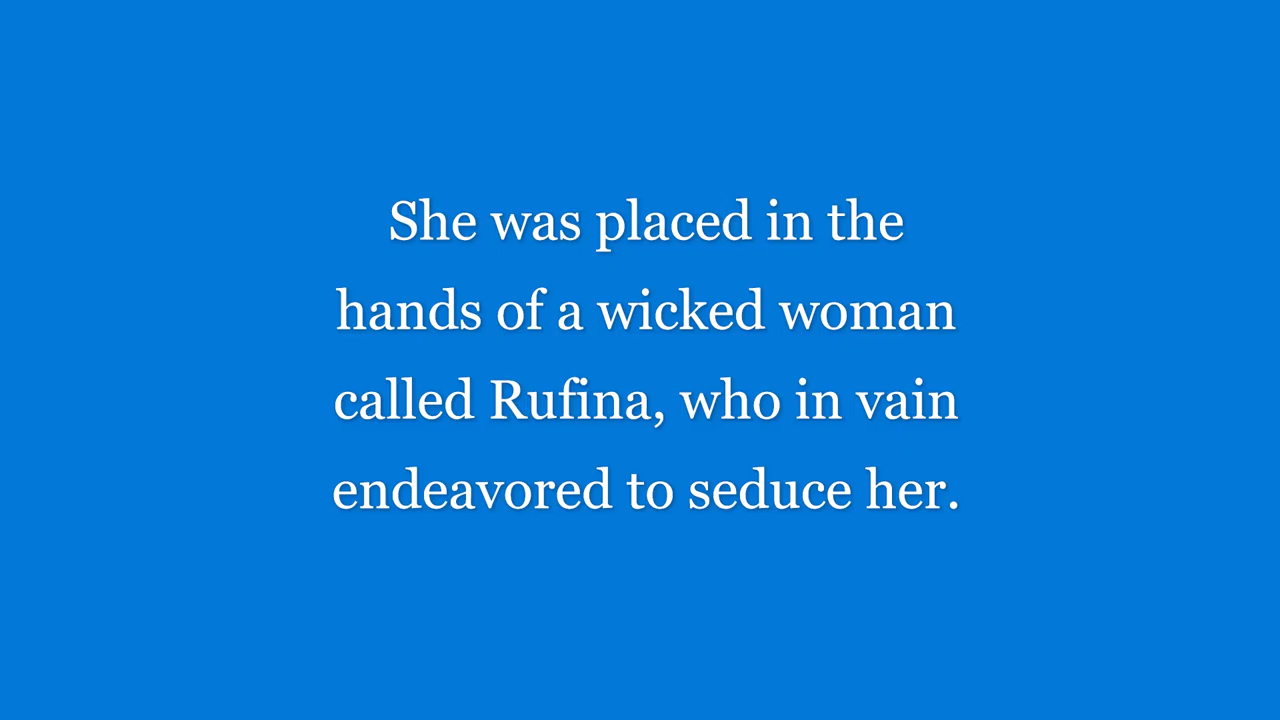 She was placed in the
hands of a wicked woman
called Rufina, who in vain
endeavored to seduce her.